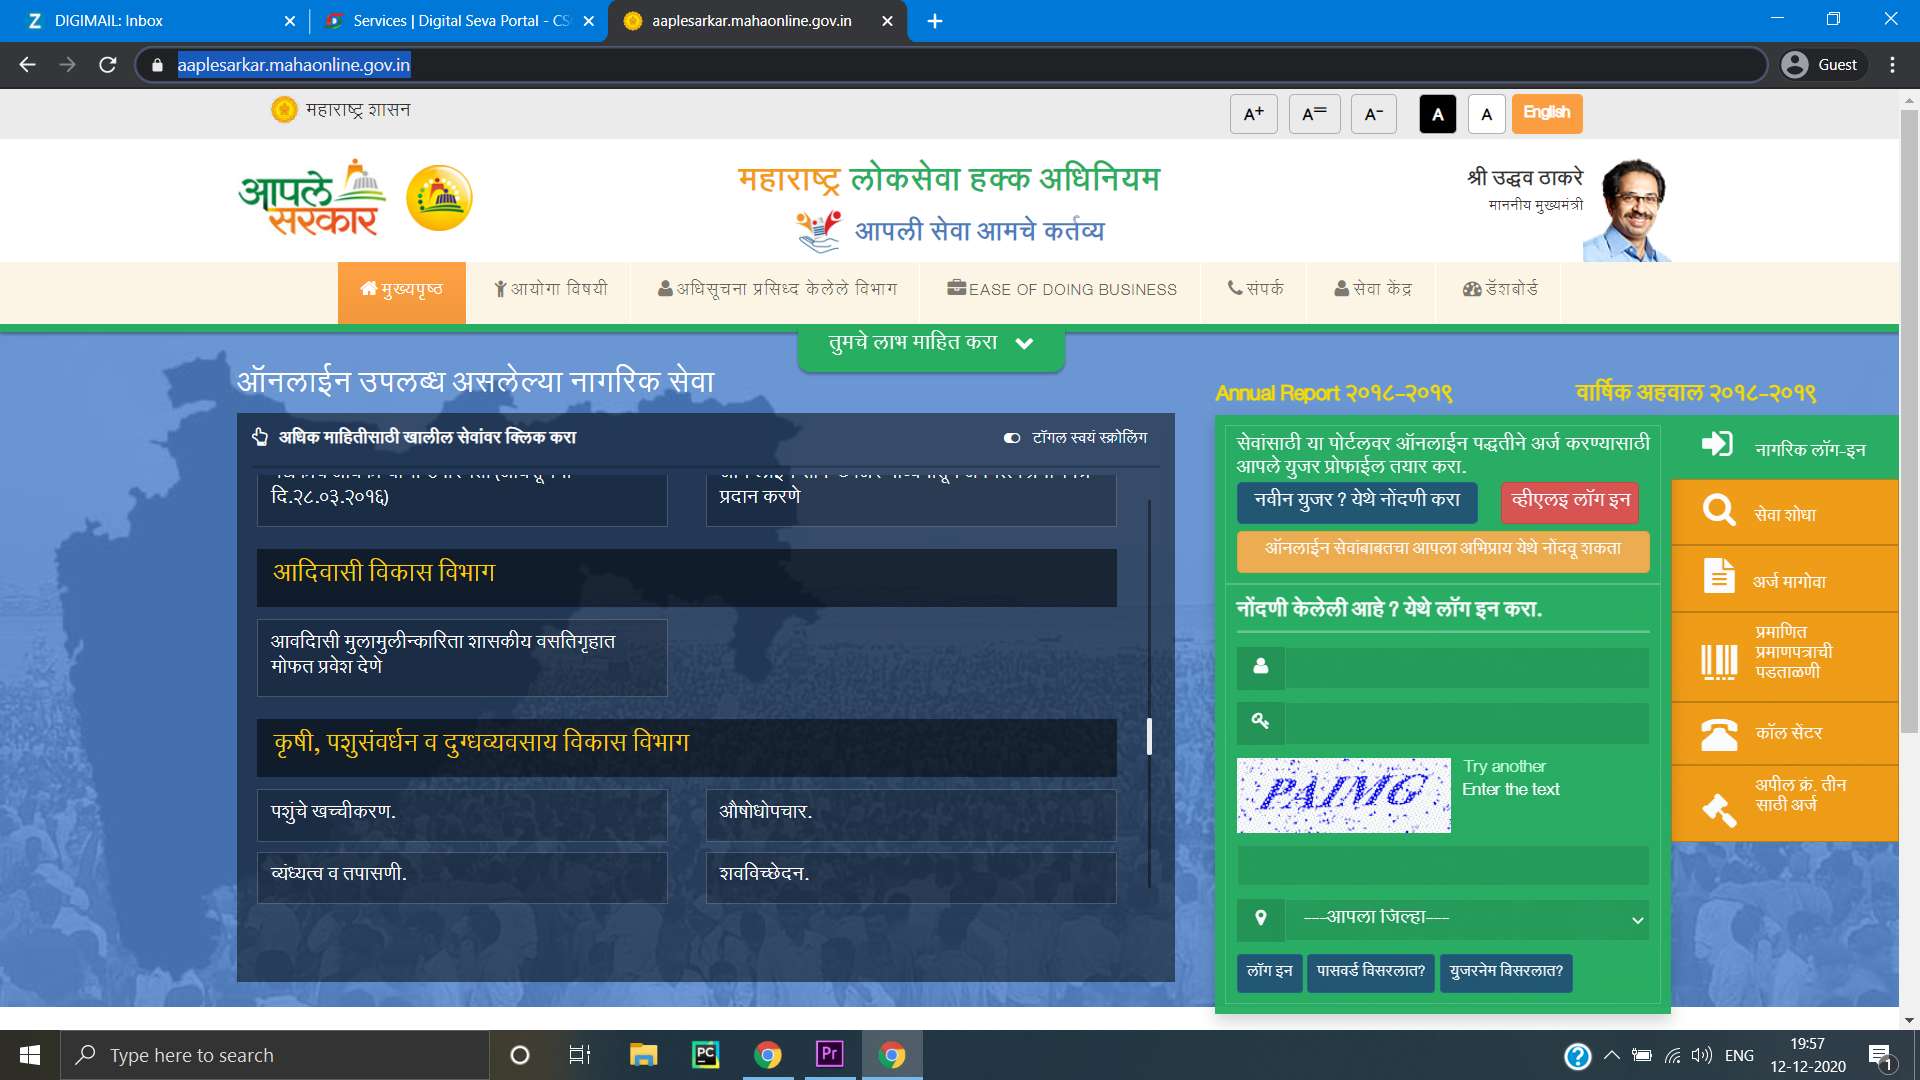 DIGIMAIL: Inbox
Services | Digital Seva Portal - CS
aaplesarkar.mahaonline.gov.in
aaplesarkar.mahaonline.gov.in
Guest
महाराष्ट्र शासन
A+
A=
A-
A
A
English
आपले सरकार
महाराष्ट्र लोकसेवा हक्क अधिनियम
आपली सेवा आमचे कर्तव्य
श्री उद्धव ठाकरे
माननीय मुख्यमंत्री
मुख्यपृष्ठ
आयोगा विषयी
अधिसूचना प्रसिध्द केलेले विभाग
EASE OF DOING BUSINESS
संपर्क
सेवा केंद्र
डॅशबोर्ड
तुमचे लाभ माहित करा
ऑनलाईन उपलब्ध असलेल्या नागरिक सेवा
अधिक माहितीसाठी खालील सेवांवर क्लिक करा
टॉगल स्वयं स्क्रोलिंग
दि.२८.०३.२०१६)
प्रदान करणे
आदिवासी विकास विभाग
आवदिासी मुलामुलीन्कारिता शासकीय वसतिगृहात
मोफत प्रवेश देणे
कृषी, पशुसंवर्धन व दुग्धव्यवसाय विकास विभाग
पशुंचे खच्चीकरण.
औषोधोपचार.
व्यंध्यत्व व तपासणी.
शवविच्छेदन.
Annual Report २०१८-२०१९
वार्षिक अहवाल २०१८-२०१९
सेवांसाठी या पोर्टलवर ऑनलाईन पद्धतीने अर्ज करण्यासाठी
आपले युजर प्रोफाईल तयार करा.
नवीन युजर ? येथे नोंदणी करा
व्हीएलइ लॉग इन
ऑनलाईन सेवांबाबतचा आपला अभिप्राय येथे नोंदवू शकता
नोंदणी केलेली आहे ? येथे लॉग इन करा.
PAIMG
Try another
Enter the text
---आपला जिल्हा---
लॉग इन
पासवर्ड विसरलात?
युजरनेम विसरलात?
नागरिक लॉग-इन
सेवा शोधा
अर्ज मागोवा
प्रमाणित
प्रमाणपत्राची
पडताळणी
कॉल सेंटर
अपील क्रं. तीन
साठी अर्ज
Type here to search
PC
Pr
ENG
19:57
12-12-2020
1